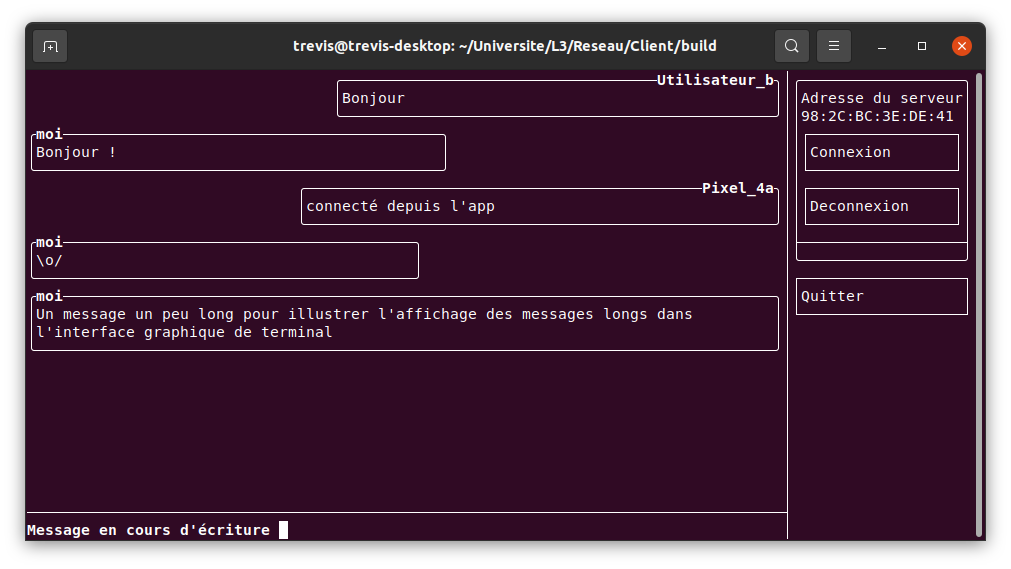 trevis@trevis-desktop: ~/Universite/L3/Reseau/Client/build
Utilisateur_b
Bonjour
moi
Bonjour !
Pixel_4a
connecté depuis l'app
moi
\o/
moi
Un message un peu long pour illustrer l'affichage des messages longs dans
l'interface graphique de terminal
Message en cours d'écriture
Adresse du serveur
98:2C:BC:3E:DE:41
Connexion
Deconnexion
Quitter